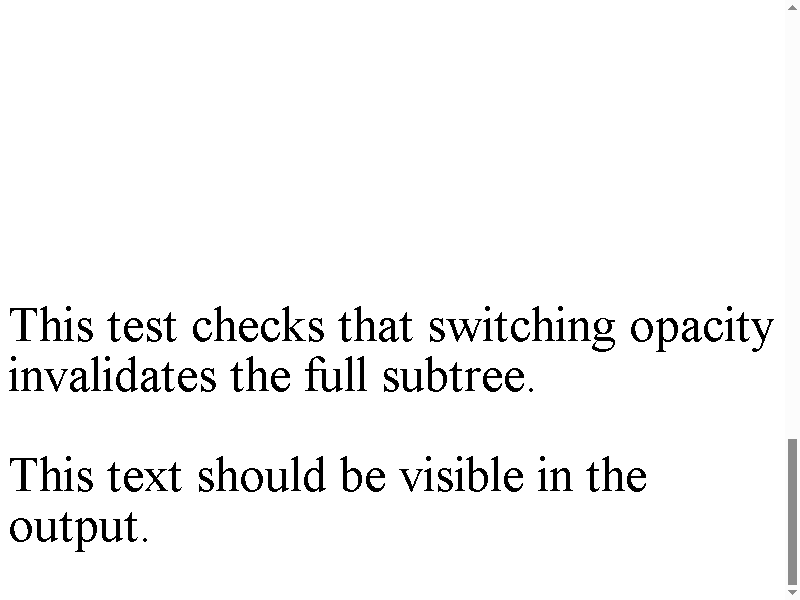 This test checks that switching opacity
invalidates the full subtree.
This text should be visible in the
output.